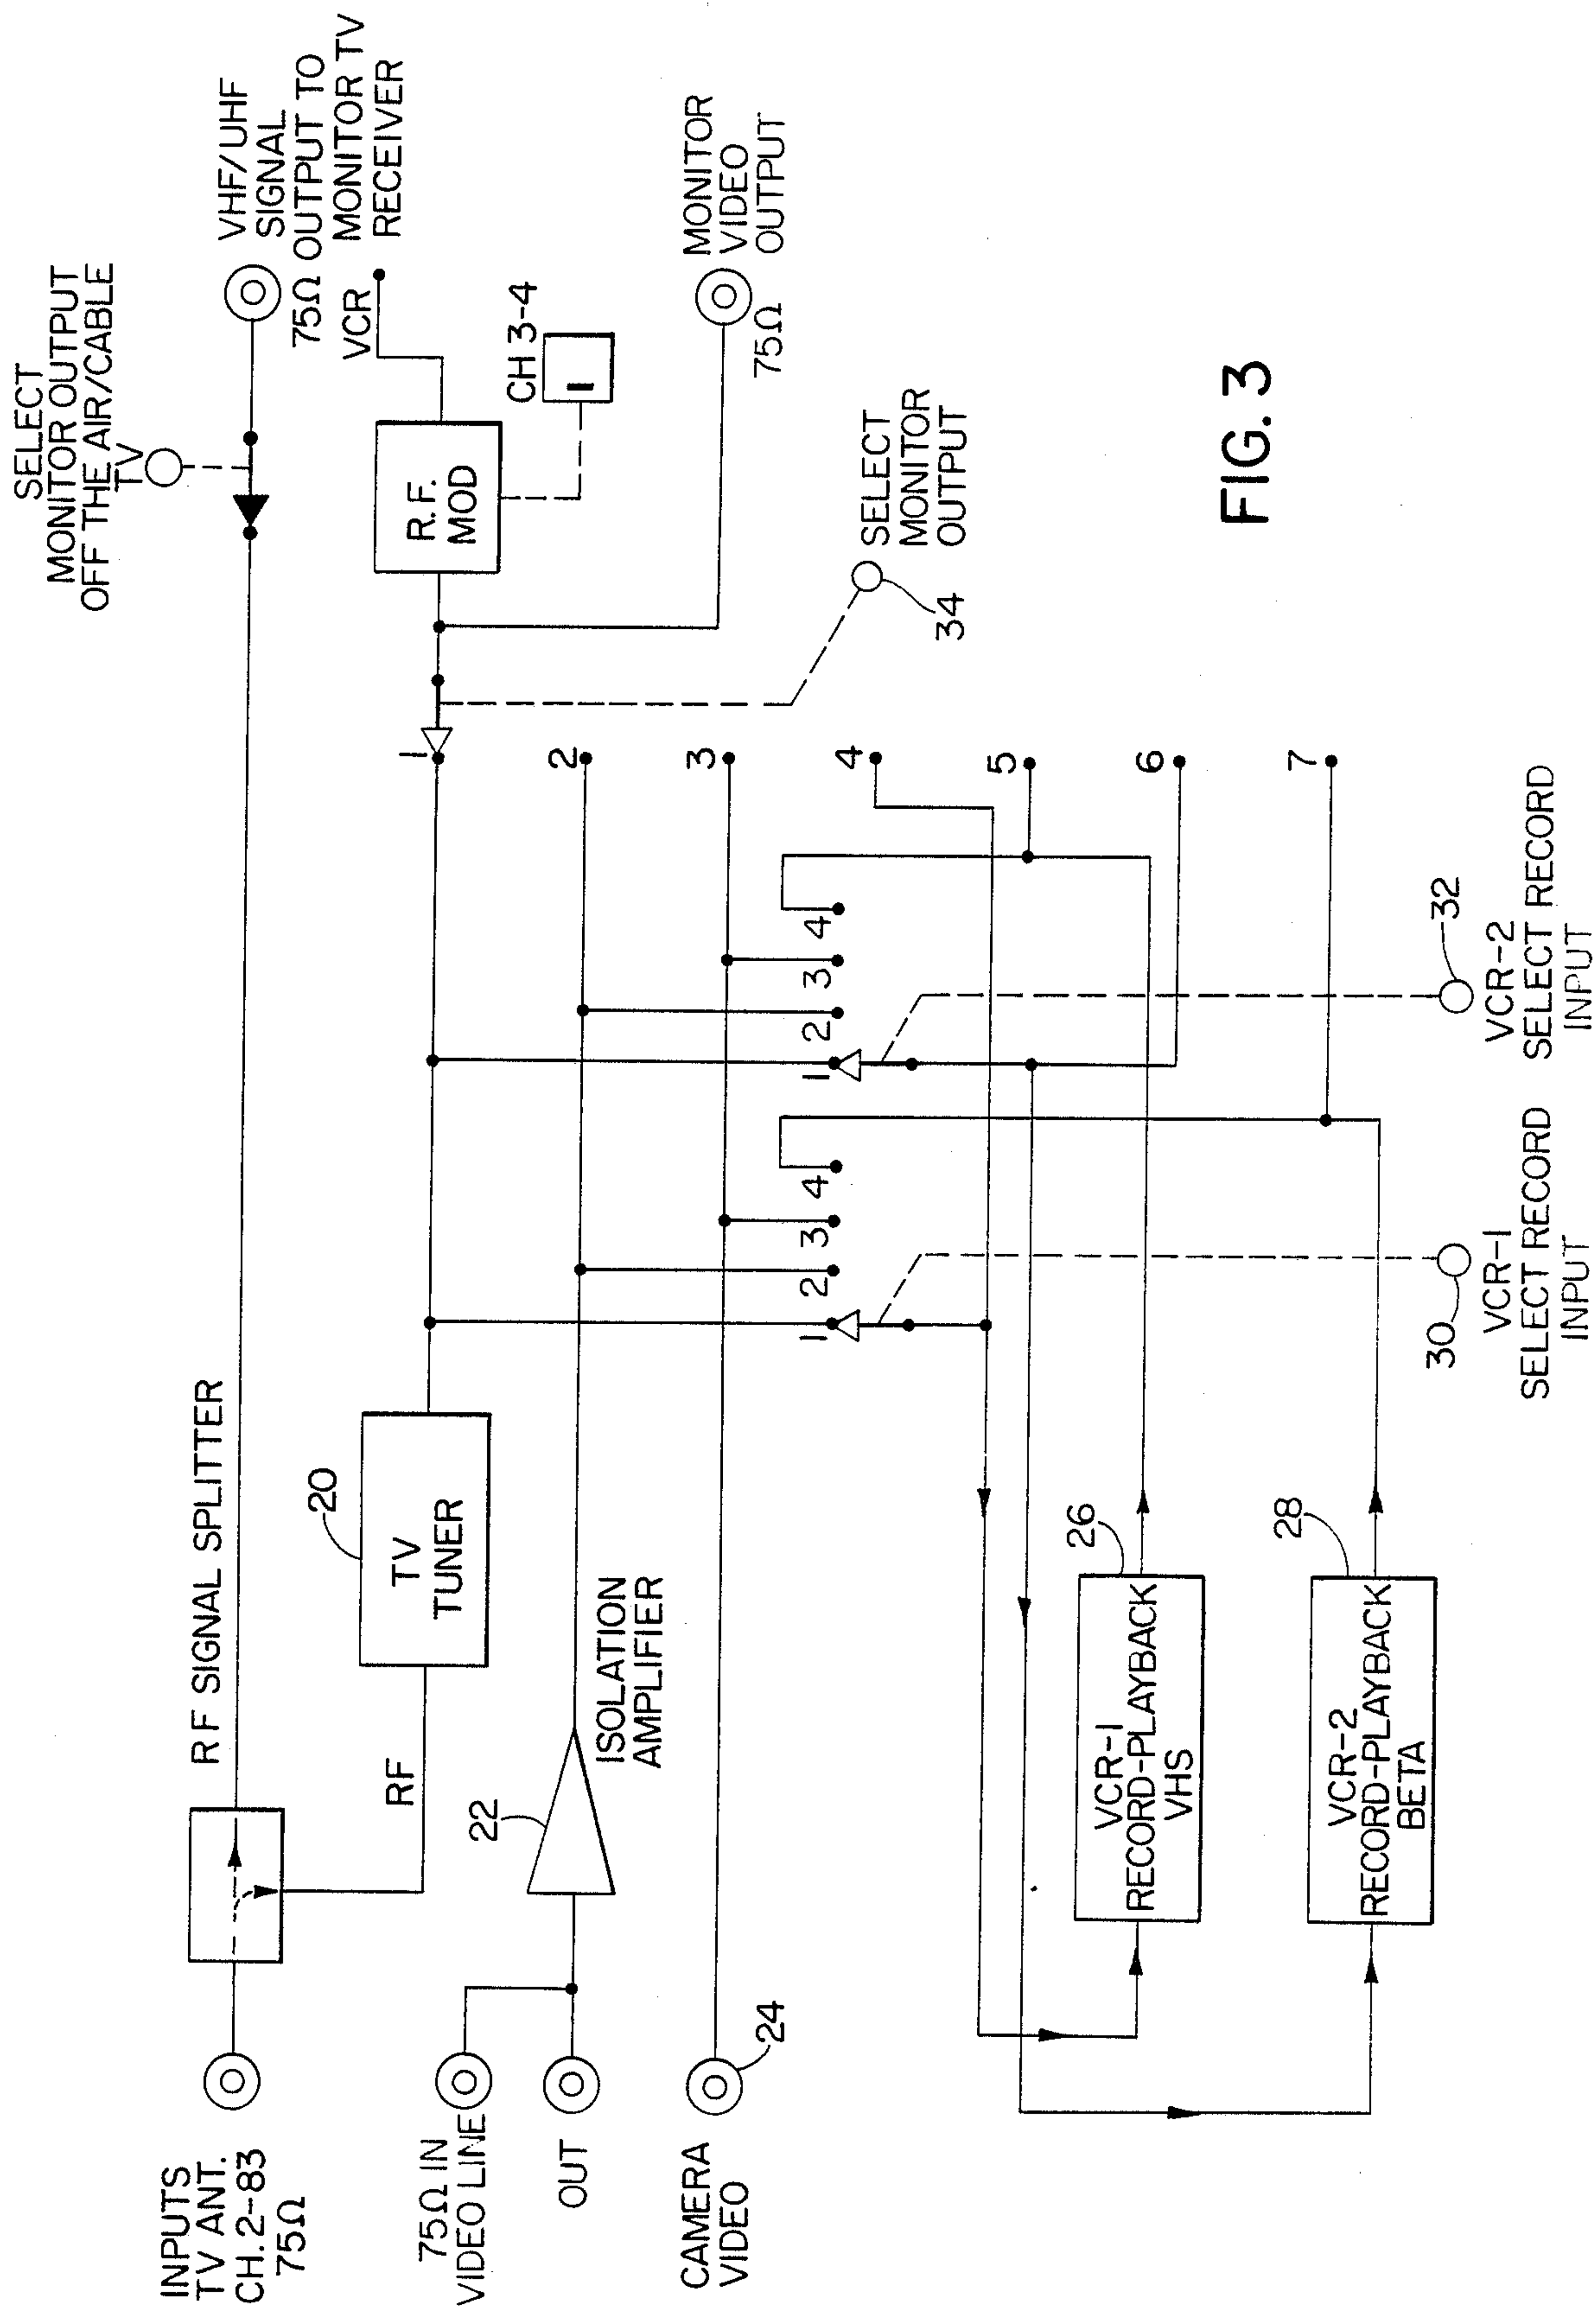 SELECT
MONITOR OUTPUT
OFF THE AIR/CABLE
TV
VHF/UHF
SIGNAL
75Ω OUTPUT TO
MONITOR TV
RECEIVER
VCR
CH 3-4
R.F.
MOD
MONITOR
VIDEO
OUTPUT
75Ω
SELECT
MONITOR
OUTPUT
34
RF SIGNAL SPLITTER
INPUTS
TV ANT.
CH. 2-83
75Ω
RF
20
TV
TUNER
75Ω IN
VIDEO LINE
OUT
22
ISOLATION
AMPLIFIER
CAMERA
VIDEO
24
1
2
3
4
5
6
7
1
2
3
4
1
2
3
4
26
VCR-1
RECORD-PLAYBACK
VHS
28
VCR-2
RECORD-PLAYBACK
BETA
30
VCR-1
SELECT RECORD
INPUT
32
VCR-2
SELECT RECORD
INPUT
FIG. 3